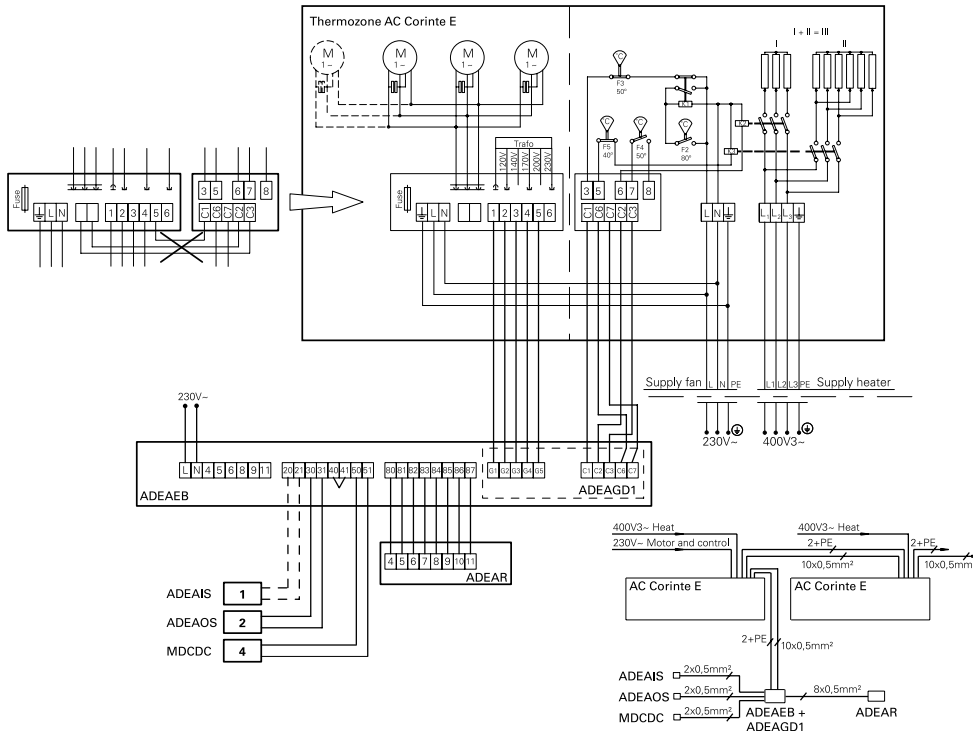 Thermozone AC Corinte E
I + II = III
I
II
M
1~
M
1~
M
1~
M
1~
°C
F3
50°
°C
F5
40°
°C
F4
50°
°C
F2
80°
Trafo
120V 140V 170V 200V 230V
Fuse
L N
1 2 3 4 5 6
3 5 6 7 8
C1 C6 C7 C2 C3
Fuse
L N
1 2 3 4 5 6
3 5 6 7 8
C1 C6 C7 C2 C3
L N
L1 L2 L3
Supply fan L N PE
L1 L2 L3 PE Supply heater
230V~
400V3~
230V~
L N 4 5 6 8 9 11
20 21 30 31 40 41 50 51
80 81 82 83 84 85 86 87
G1 G2 G3 G4 G5
C1 C2 C3 C6 C7
ADEAEB
ADEAGD1
4 5 6 7 8 9 10 11
ADEAR
ADEAIS 1
ADEAOS 2
MDCDC 4
400V3~ Heat
230V~ Motor and control
400V3~ Heat
2+PE
10x0,5mm²
2+PE
10x0,5mm²
AC Corinte E
AC Corinte E
2+PE
10x0,5mm²
ADEAIS 2x0,5mm²
ADEAOS 2x0,5mm²
MDCDC 2x0,5mm²
8x0,5mm²
ADEAEB +
ADEAGD1
ADEAR